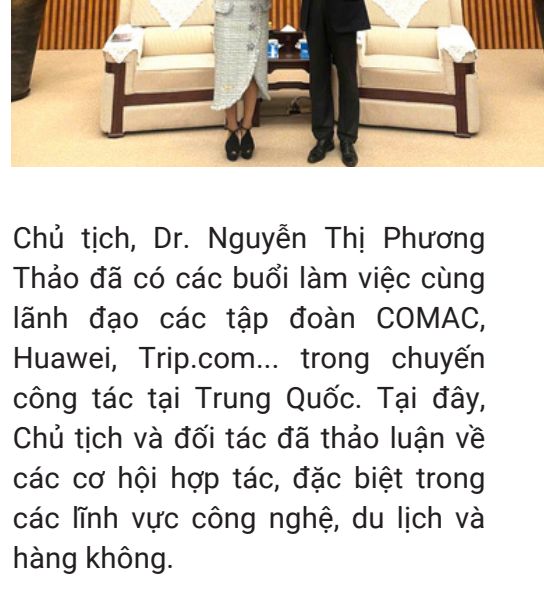 Chủ tịch, Dr. Nguyễn Thị Phương
Thảo đã có các buổi làm việc cùng
lãnh đạo các tập đoàn COMAC,
Huawei, Trip.com... trong chuyến
công tác tại Trung Quốc. Tại đây,
Chủ tịch và đối tác đã thảo luận về
các cơ hội hợp tác, đặc biệt trong
các lĩnh vực công nghệ, du lịch và
hàng không.